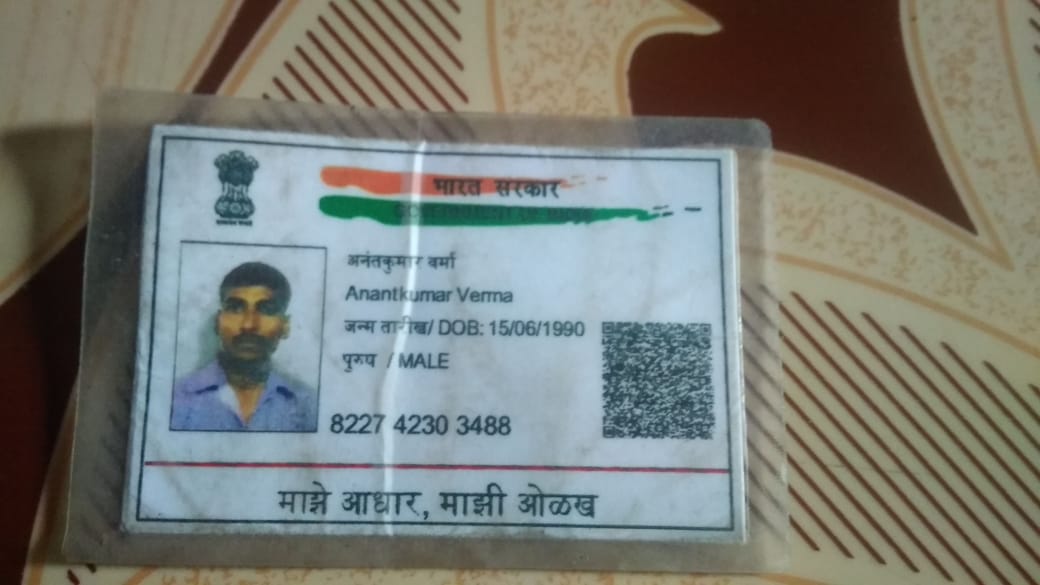 भारत सरकार
GOVERNMENT OF INDIA
अनंतकुमार वर्मा
Anantkumar Verma
जन्म तारीख/ DOB: 15/06/1990
पुरुष / MALE
8227 4230 3488
माझे आधार, माझी ओळख